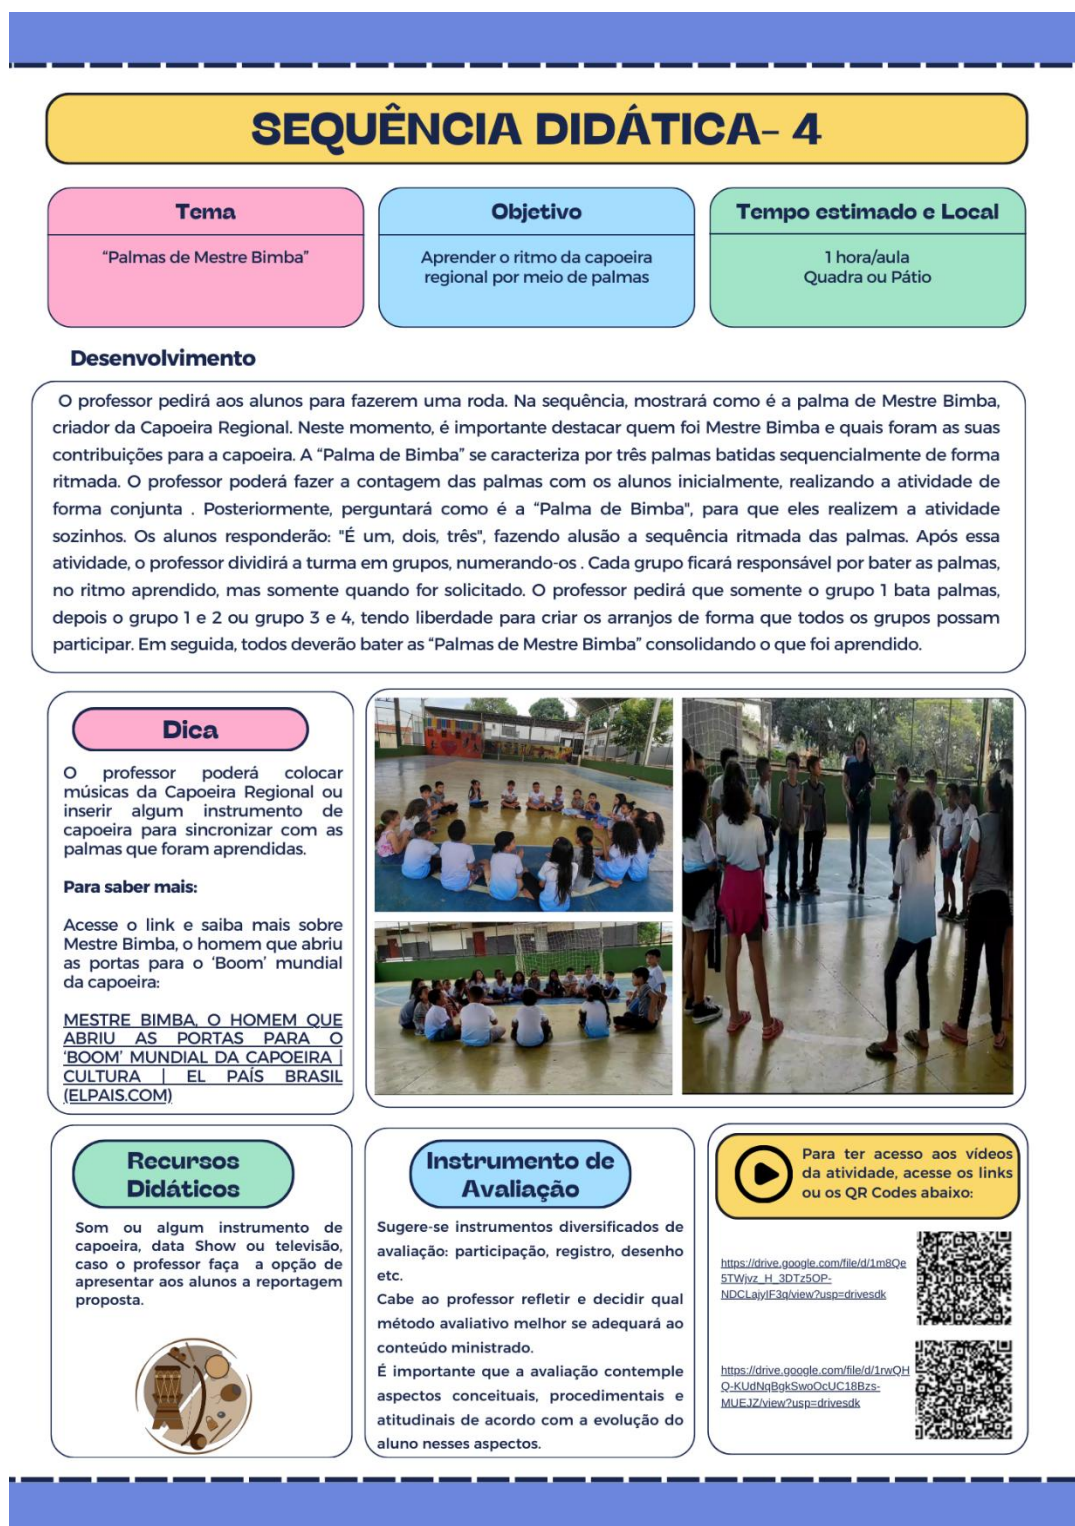 SEQUÊNCIA DIDÁTICA- 4
Tema
“Palmas de Mestre Bimba”
Objetivo
Aprender o ritmo da capoeira
regional por meio de palmas
Tempo estimado e Local
1 hora/aula
Quadra ou Pátio
Desenvolvimento
O professor pedirá aos alunos para fazerem uma roda. Na sequência, mostrará como é a palma de Mestre Bimba,
criador da Capoeira Regional. Neste momento, é importante destacar quem foi Mestre Bimba e quais foram as suas
contribuições para a capoeira. A “Palma de Bimba” se caracteriza por três palmas batidas sequencialmente de forma
ritmada. O professor poderá fazer a contagem das palmas com os alunos inicialmente, realizando a atividade de
forma conjunta . Posteriormente, perguntará como é a “Palma de Bimba", para que eles realizem a atividade
sozinhos. Os alunos responderão: "É um, dois, três", fazendo alusão a sequência ritmada das palmas. Após essa
atividade, o professor dividirá a turma em grupos, numerando-os . Cada grupo ficará responsável por bater as palmas,
no ritmo aprendido, mas somente quando for solicitado. O professor pedirá que somente o grupo 1 bata palmas,
depois o grupo 1 e 2 ou grupo 3 e 4, tendo liberdade para criar os arranjos de forma que todos os grupos possam
participar. Em seguida, todos deverão bater as “Palmas de Mestre Bimba” consolidando o que foi aprendido.
Dica
O professor poderá colocar
músicas da Capoeira Regional ou
inserir algum instrumento de
capoeira para sincronizar com as
palmas que foram aprendidas.
Para saber mais:
Acesse o link e saiba mais sobre
Mestre Bimba, o homem que abriu
as portas para o ‘Boom’ mundial
da capoeira:
MESTRE BIMBA, O HOMEM QUE
ABRIU AS PORTAS PARA O
‘BOOM’ MUNDIAL DA CAPOEIRA |
CULTURA | EL PAÍS BRASIL
(ELPAIS.COM)
Recursos
Didáticos
Som ou algum instrumento de
capoeira, data Show ou televisão,
caso o professor faça a opção de
apresentar aos alunos a reportagem
proposta.
Instrumento de
Avaliação
Sugere-se instrumentos diversificados de
avaliação: participação, registro, desenho
etc.
Cabe ao professor refletir e decidir qual
método avaliativo melhor se adequará ao
conteúdo ministrado.
É importante que a avaliação contemple
aspectos conceituais, procedimentais e
atitudinais de acordo com a evolução do
aluno nesses aspectos.
Para ter acesso aos vídeos
da atividade, acesse os links
ou os QR Codes abaixo:
https://drive.google.com/file/d/1m8Qe
5TWjvz_H_3DTz5OP-
NDCLajyIF3q/view?usp=drivesdk
https://drive.google.com/file/d/1rwQH
Q-KUdNqBgkSwoOcUC18Bzs-
MUEJZ/view?usp=drivesdk